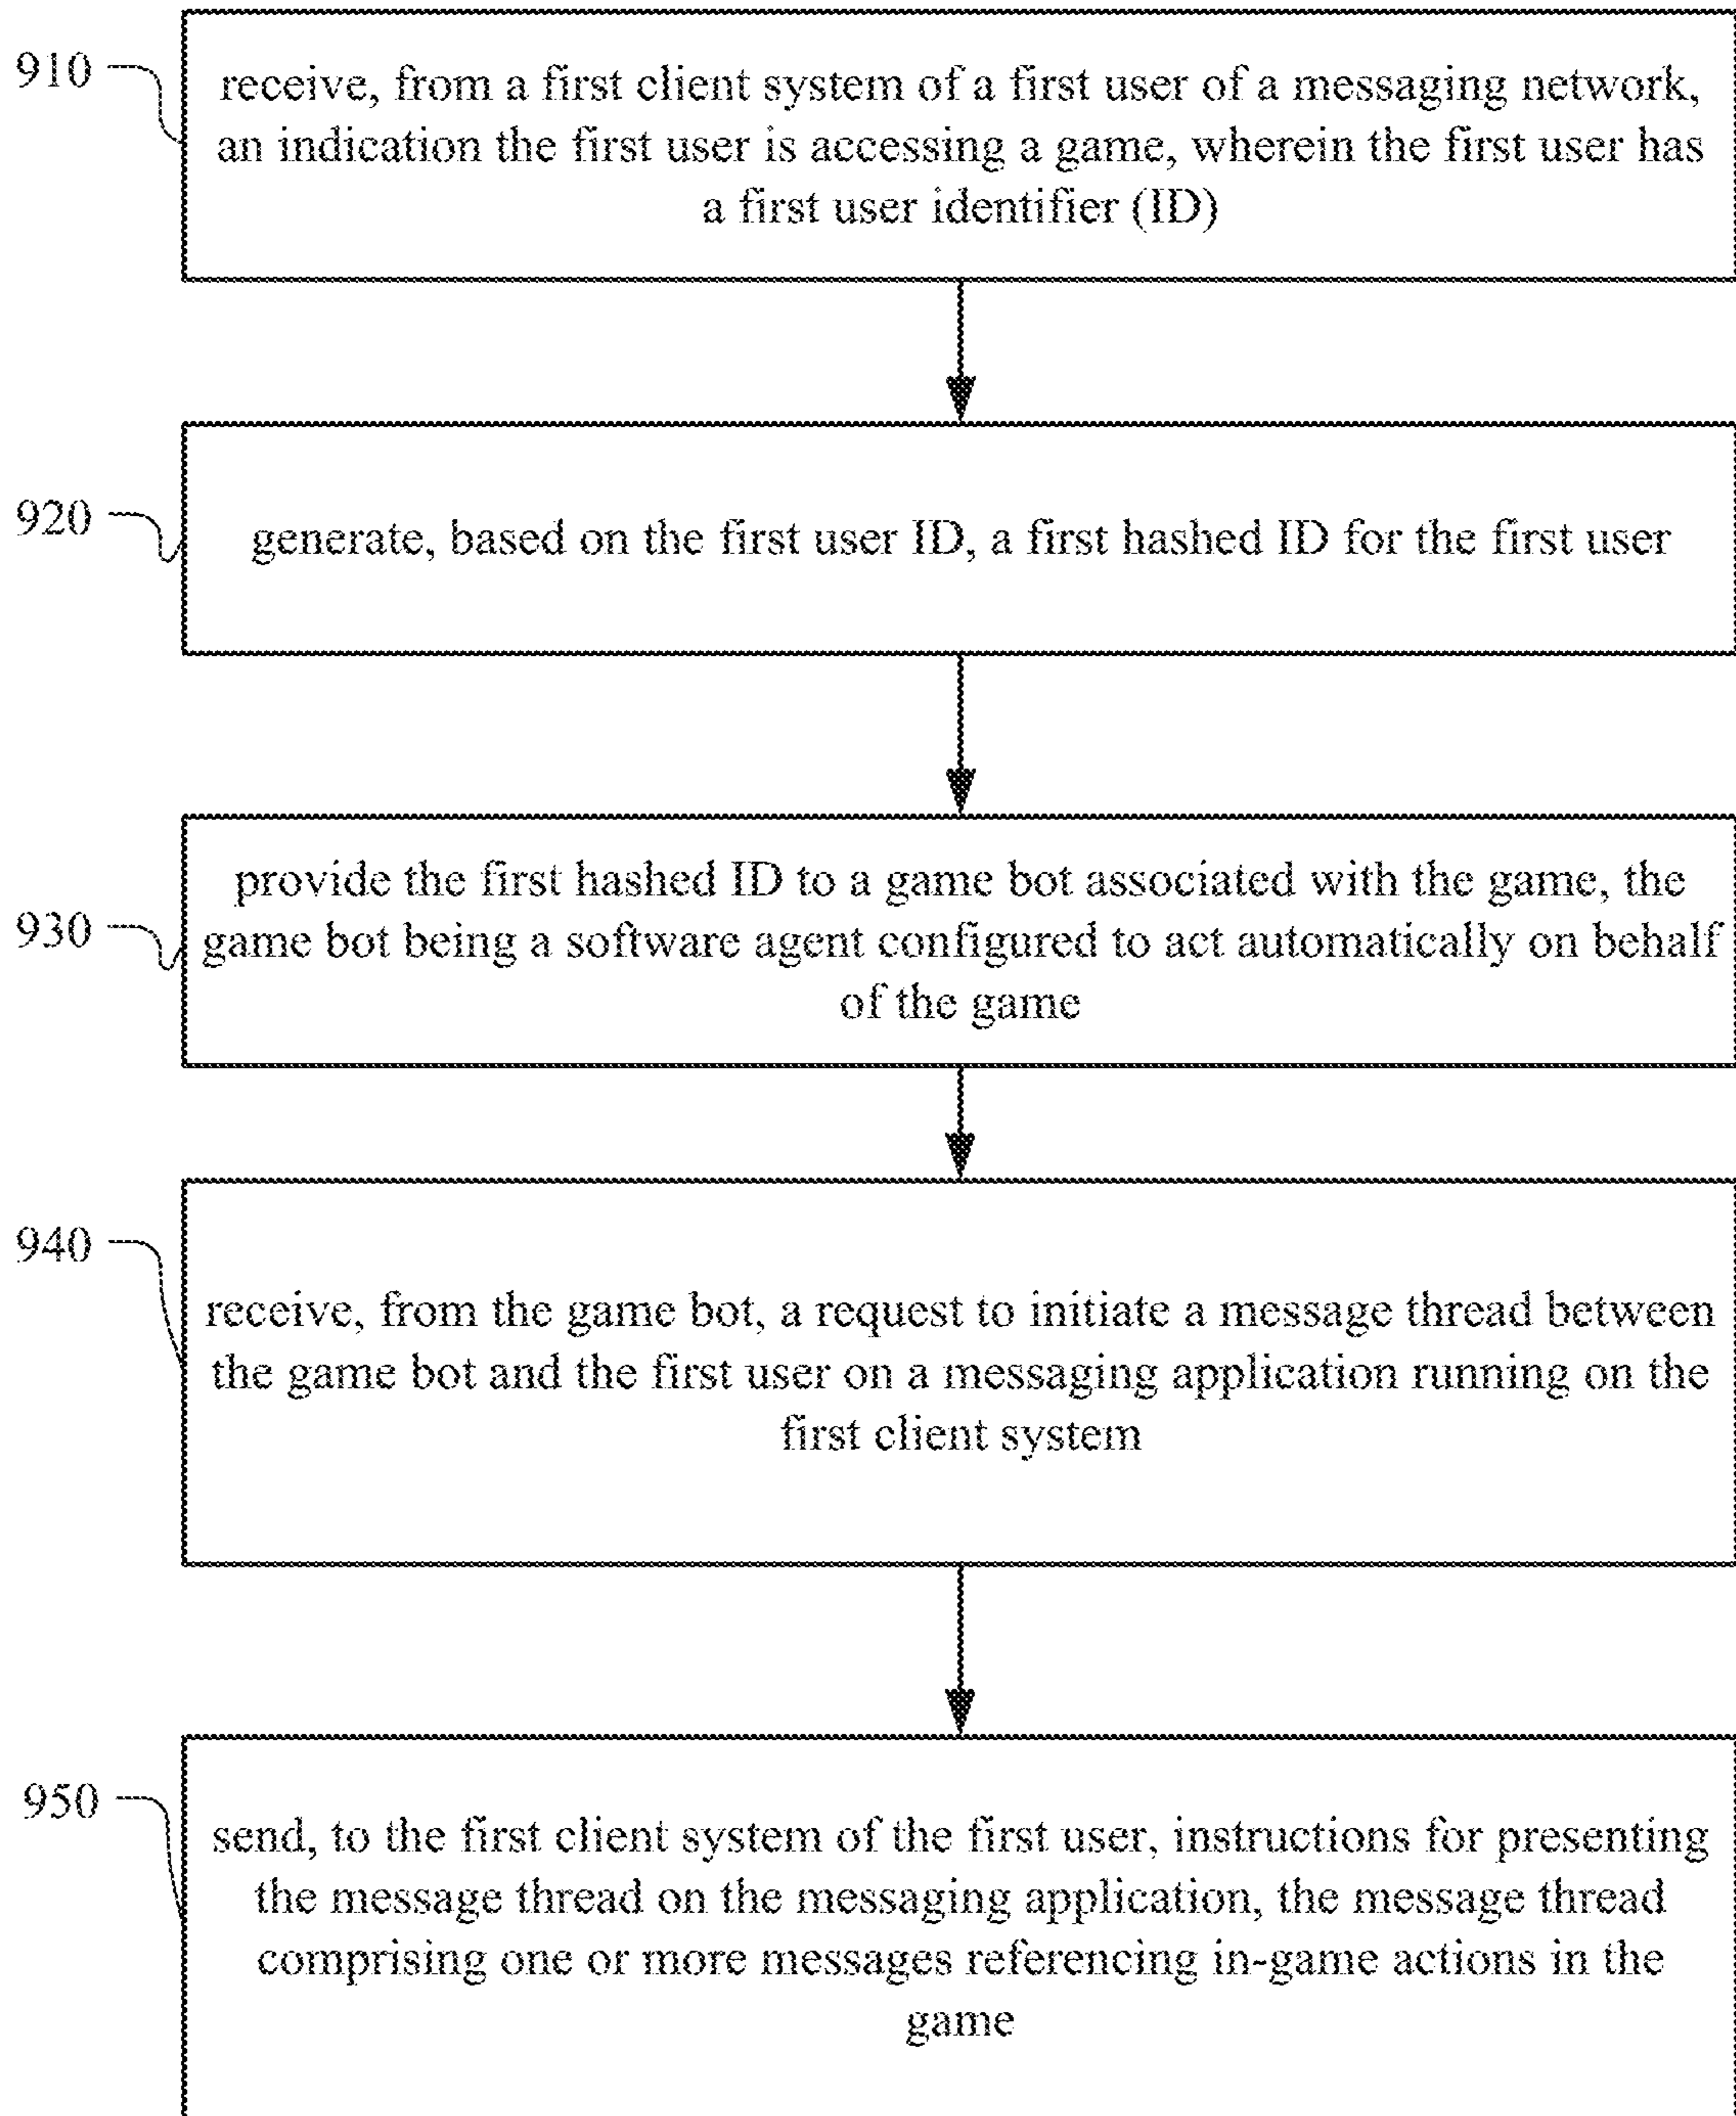 910
receive, from a first client system of a first user of a messaging network,
an indication the first user is accessing a game, wherein the first user has
a first user identifier (ID)
920
generate, based on the first user ID, a first hashed ID for the first user
930
provide the first hashed ID to a game bot associated with the game, the
game bot being a software agent configured to act automatically on behalf
of the game
940
receive, from the game bot, a request to initiate a message thread between
the game bot and the first user on a messaging application running on the
first client system
950
send, to the first client system of the first user, instructions for presenting
the message thread on the messaging application, the message thread
comprising one or more messages referencing in-game actions in the
game